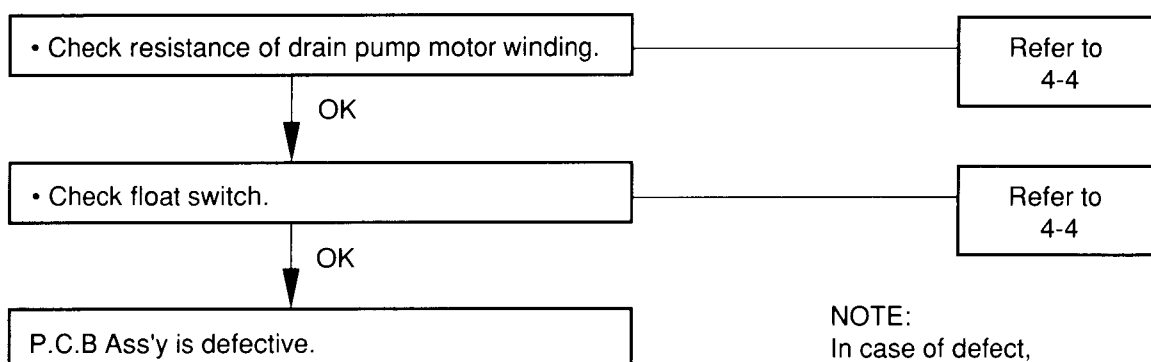 • Check resistance of drain pump motor winding.
Refer to
4-4
OK
• Check float switch.
Refer to
4-4
OK
P.C.B Ass'y is defective.
NOTE:
In case of defect,